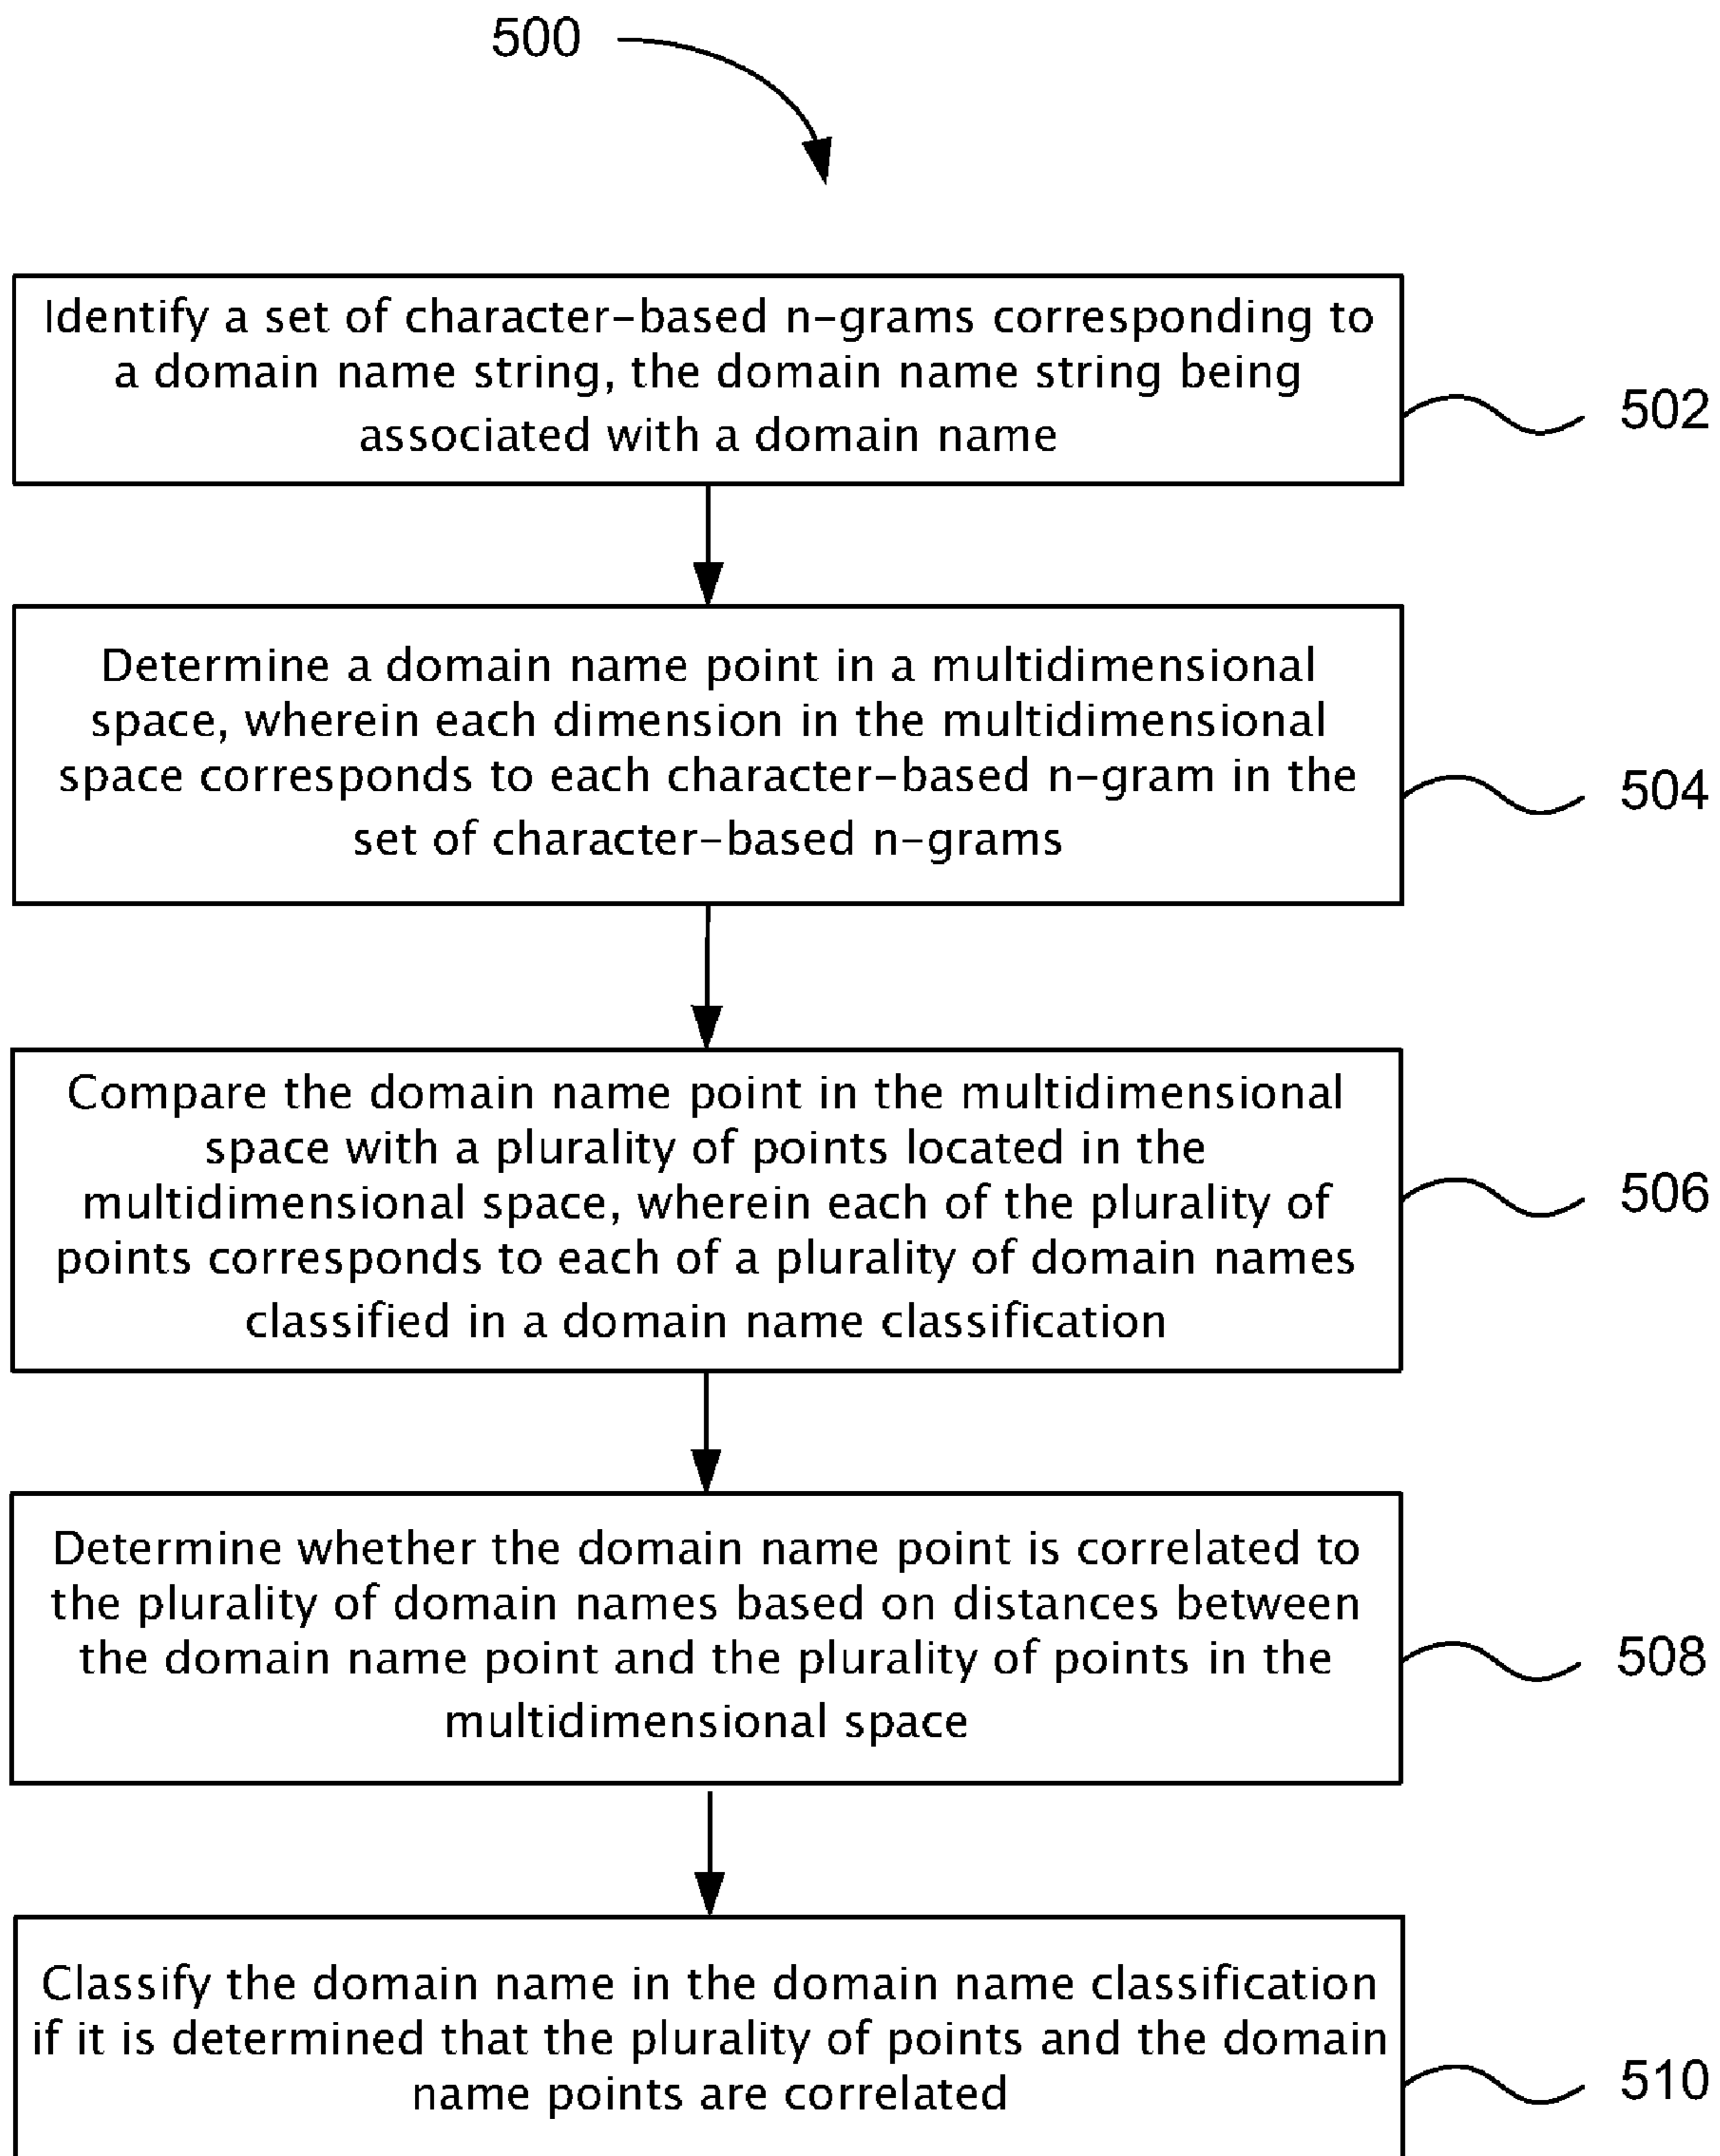 500
Identify a set of character-based n-grams corresponding to
a domain name string, the domain name string being
associated with a domain name
502
Determine a domain name point in a multidimensional
space, wherein each dimension in the multidimensional
space corresponds to each character-based n-gram in the
set of character-based n-grams
504
Compare the domain name point in the multidimensional
space with a plurality of points located in the
multidimensional space, wherein each of the plurality of
points corresponds to each of a plurality of domain names
classified in a domain name classification
506
Determine whether the domain name point is correlated to
the plurality of domain names based on distances between
the domain name point and the plurality of points in the
multidimensional space
508
Classify the domain name in the domain name classification
if it is determined that the plurality of points and the domain
name points are correlated
510